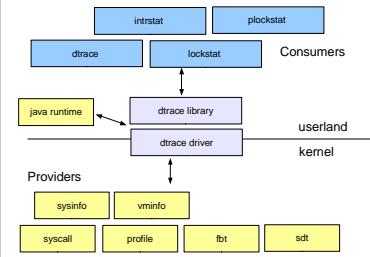 intrstat
plockstat
Consumers
dtrace
lockstat
java runtime
dtrace library
userland
dtrace driver
kernel
Providers
sysinfo
vminfo
syscall
profile
fbt
sdt